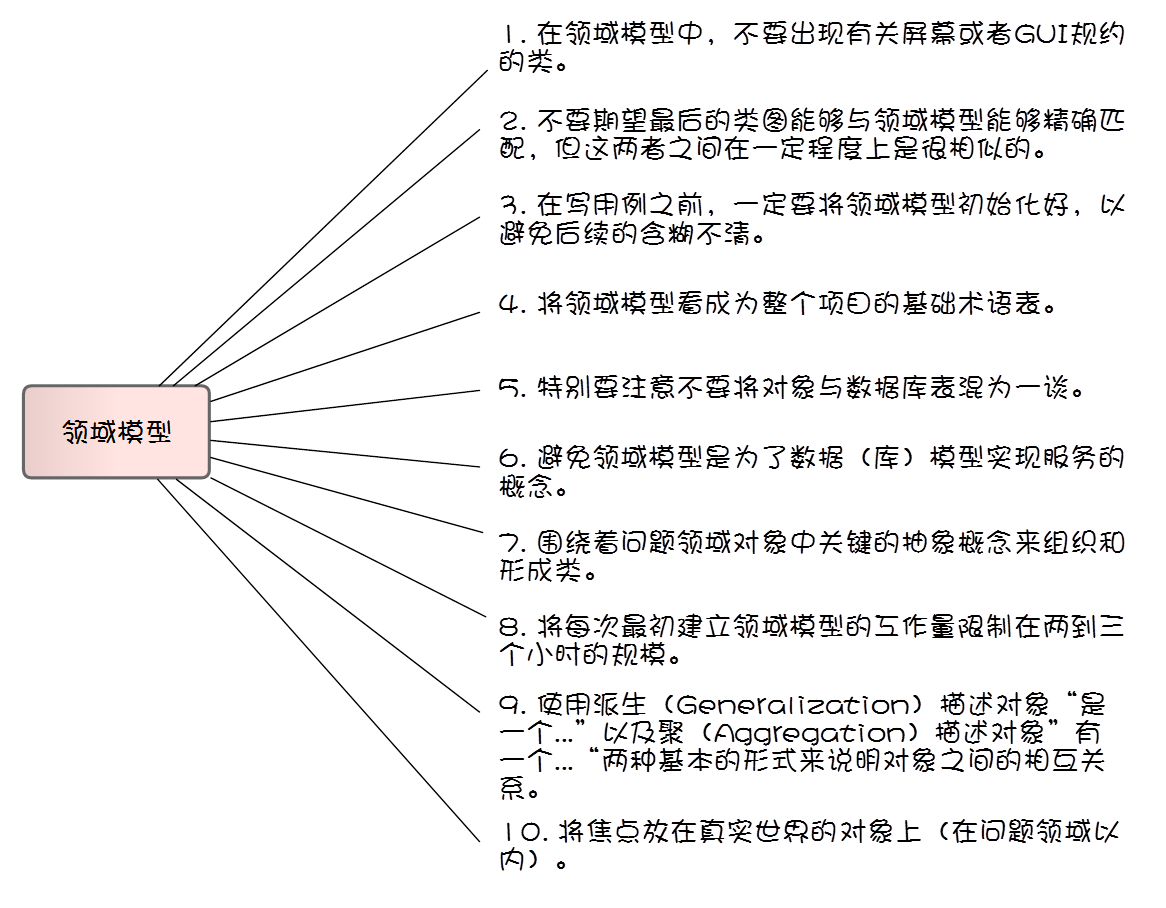 1. 在领域模型中，不要出现有关屏幕或者GUI规约
的类。
2. 不要期望最后的类图能够与领域模型能够精确匹
配，但这两者之间在一定程度上是很相似的。
3. 在写用例之前，一定要将领域模型初始化好，以
避免后续的含糊不清。
4. 将领域模型看成为整个项目的基础术语表。
5. 特别要注意不要将对象与数据库表混为一谈。
领域模型
6. 避免领域模型是为了数据（库）模型实现服务的
概念。
7. 围绕着问题领域对象中关键的抽象概念来组织和
形成类。
8. 将每次最初建立领域模型的工作量限制在两到三
个小时的规模。
9. 使用派生（Generalization）描述对象“是
一个...”以及聚（Aggregation）描述对象”有
一个...“两种基本的形式来说明对象之间的相互关
系。
10. 将焦点放在真实世界的对象上（在问题领域以
内）。